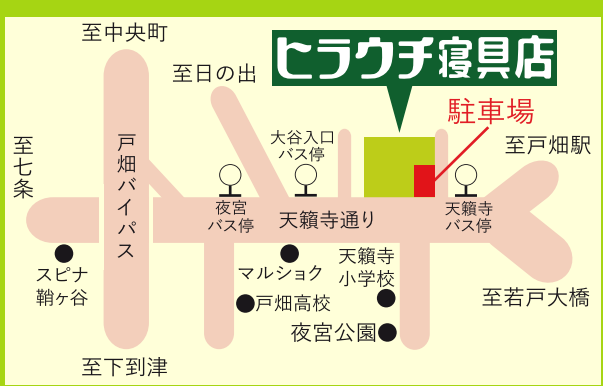 至中央町
ヒラウチ寝具店
至日の出
駐車場
大谷入口
バス停
至戸畑駅
至七条
戸畑バイパス
夜宮
バス停
天籟寺通り
天籟寺
バス停
スピナ
鞘ヶ谷
マルショク
天籟寺
小学校
戸畑高校
至若戸大橋
夜宮公園
至下到津